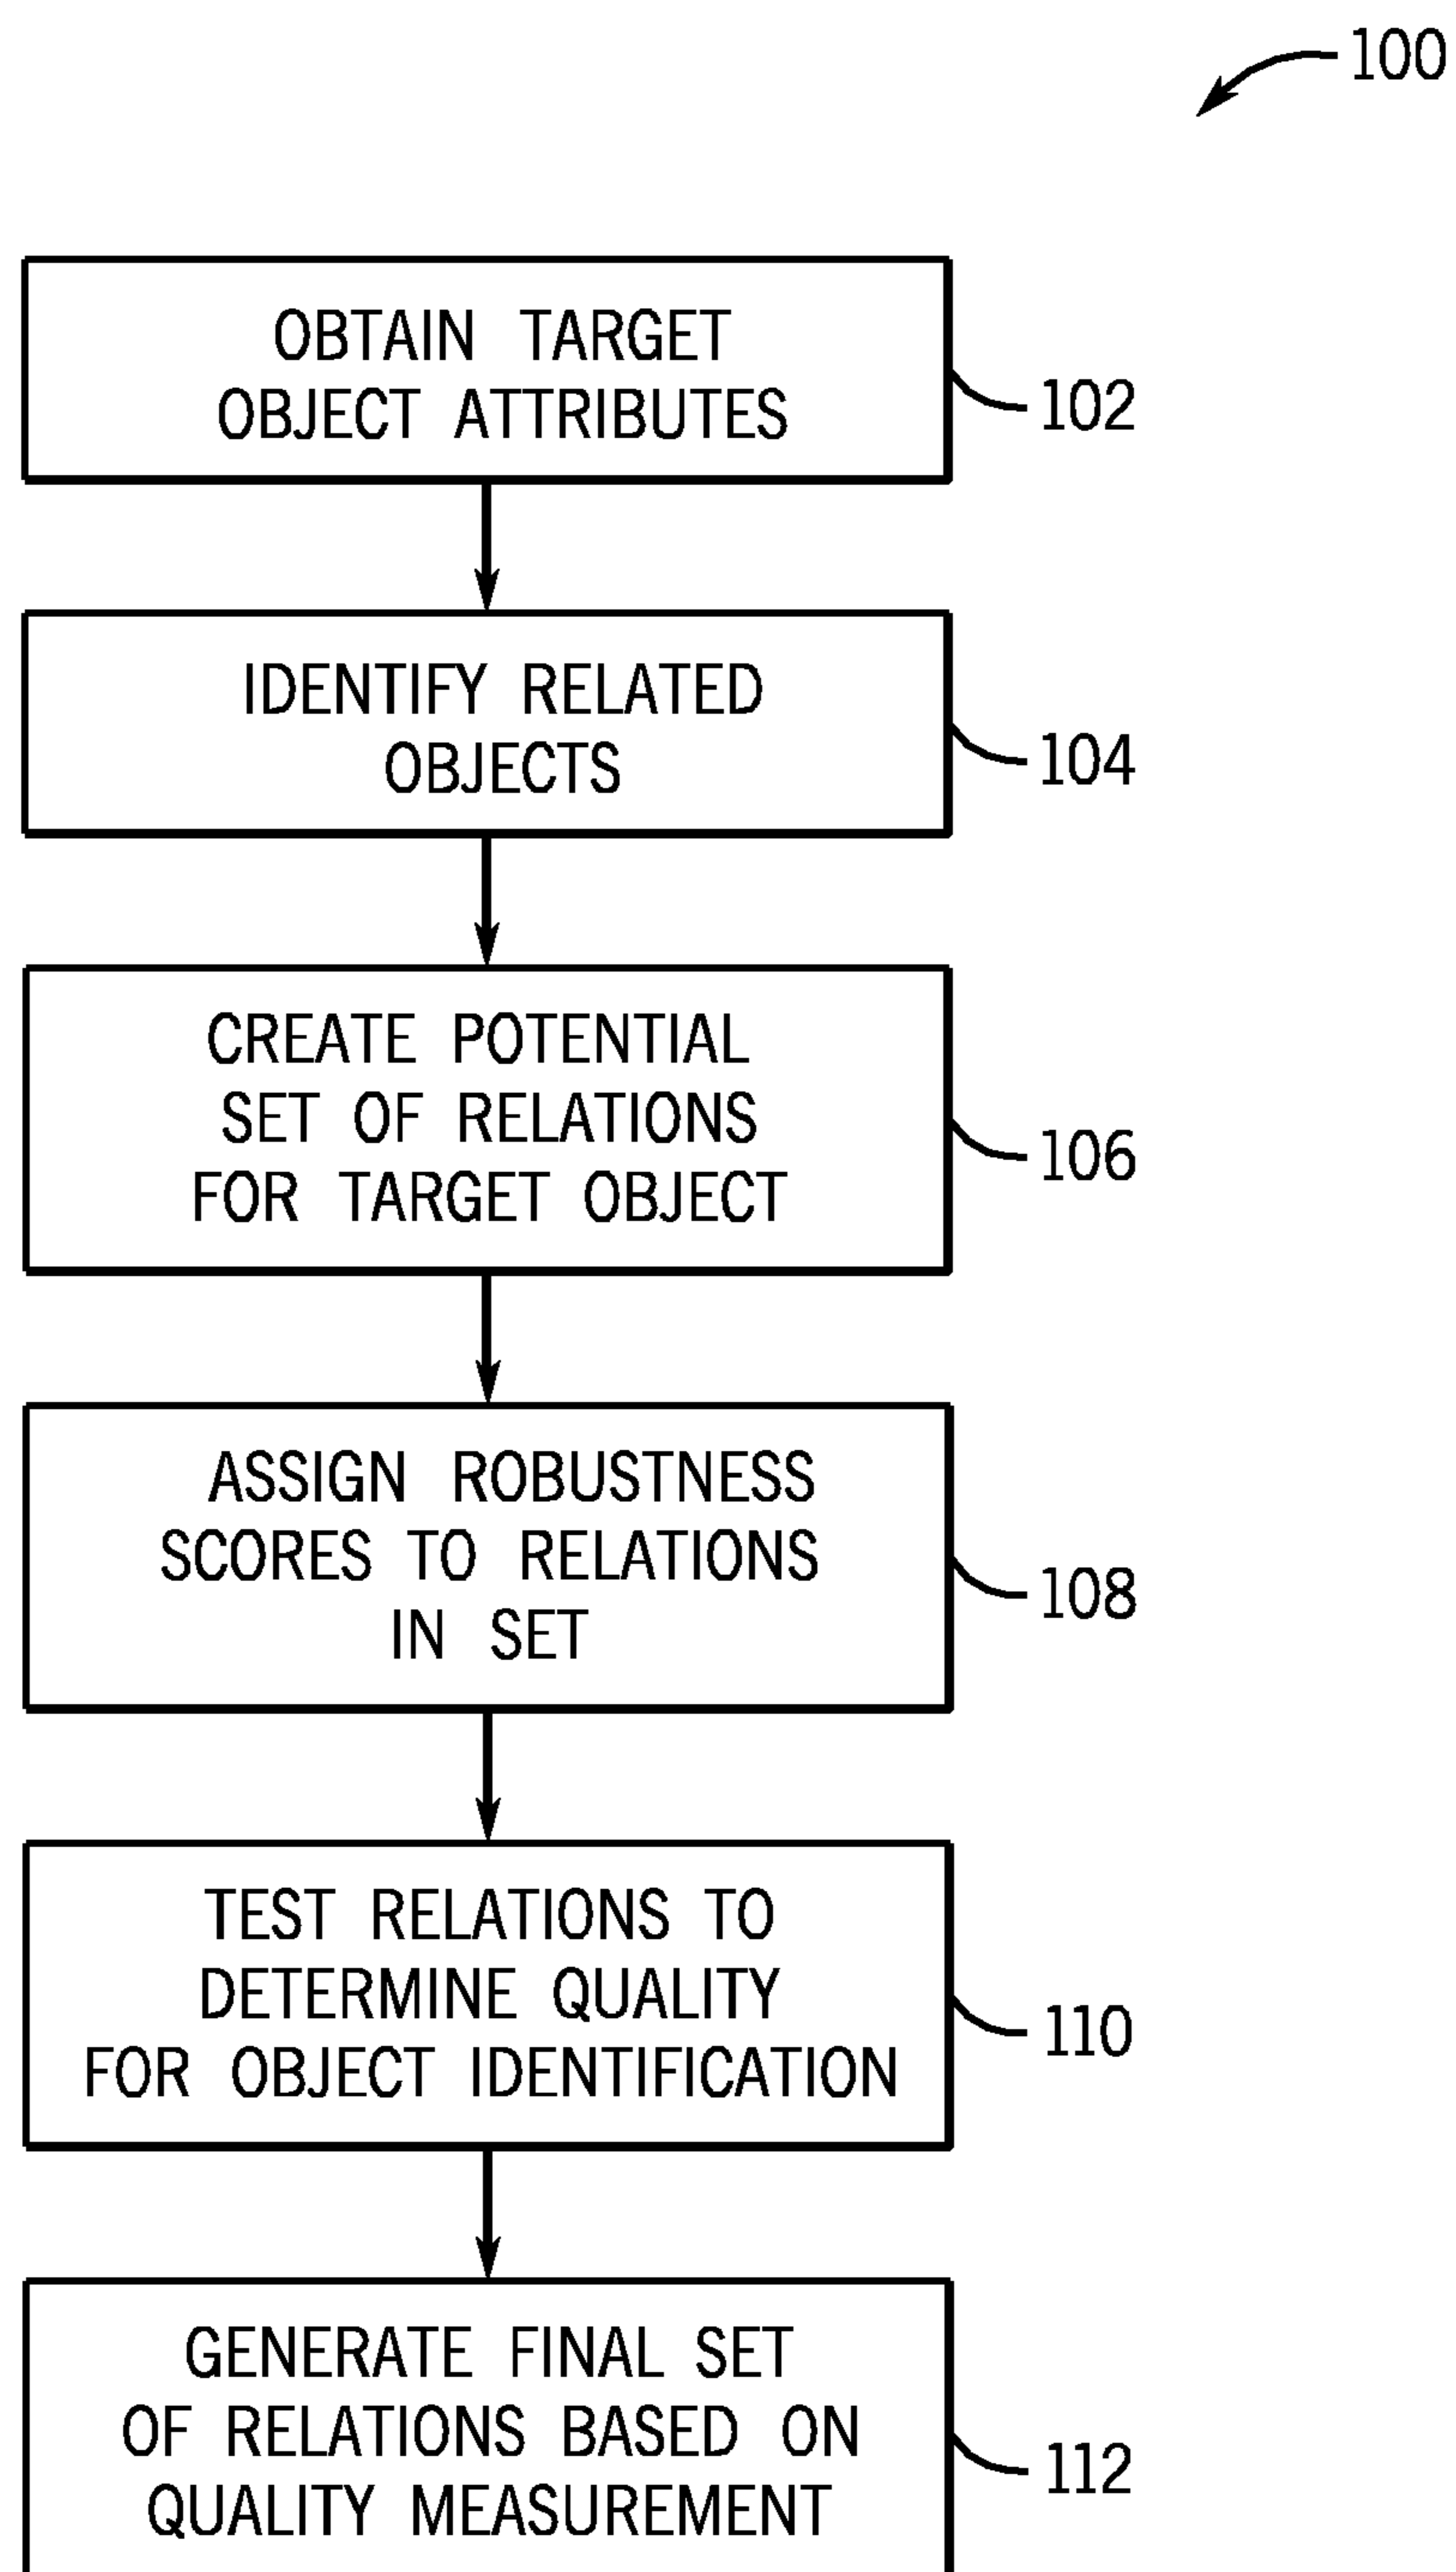 100
OBTAIN TARGET
OBJECT ATTRIBUTES
102
IDENTIFY RELATED
OBJECTS
104
CREATE POTENTIAL
SET OF RELATIONS
FOR TARGET OBJECT
106
ASSIGN ROBUSTNESS
SCORES TO RELATIONS
IN SET
108
TEST RELATIONS TO
DETERMINE QUALITY
FOR OBJECT IDENTIFICATION
110
GENERATE FINAL SET
OF RELATIONS BASED ON
QUALITY MEASUREMENT
112